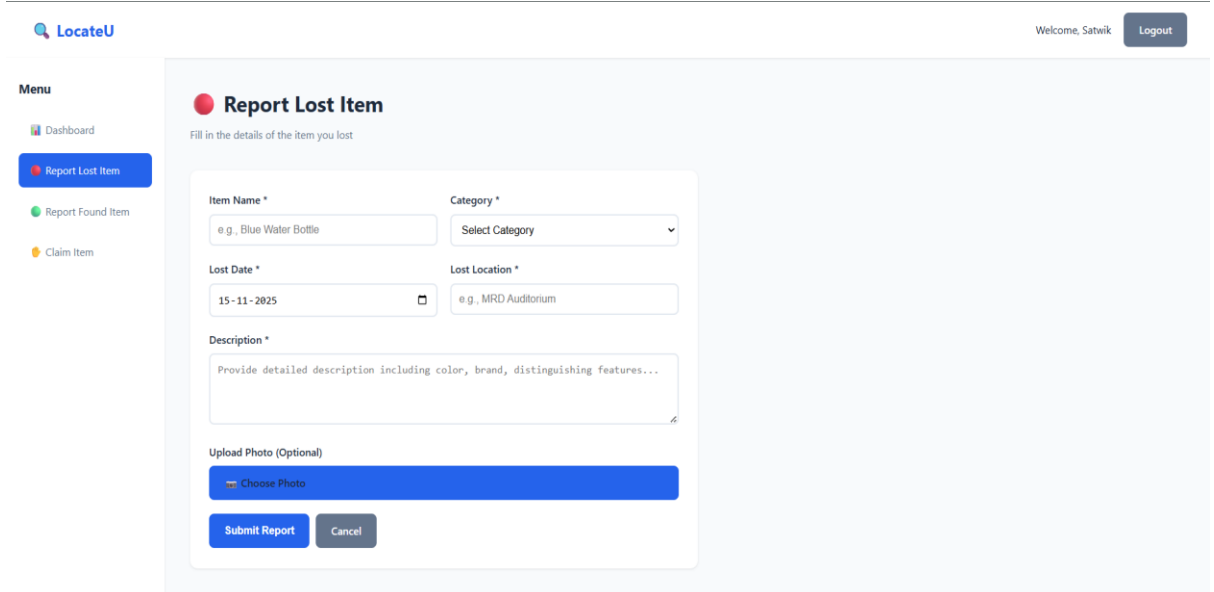 LocateU
Welcome, Satwik
Logout
Menu
Dashboard
Report Lost Item
Report Found Item
Claim Item
Report Lost Item
Fill in the details of the item you lost
Item Name *
Category *
e.g., Blue Water Bottle
Select Category
Lost Date *
Lost Location *
15-11-2025
e.g., MRD Auditorium
Description *
Provide detailed description including color, brand, distinguishing features...
Upload Photo (Optional)
Choose Photo
Submit Report
Cancel